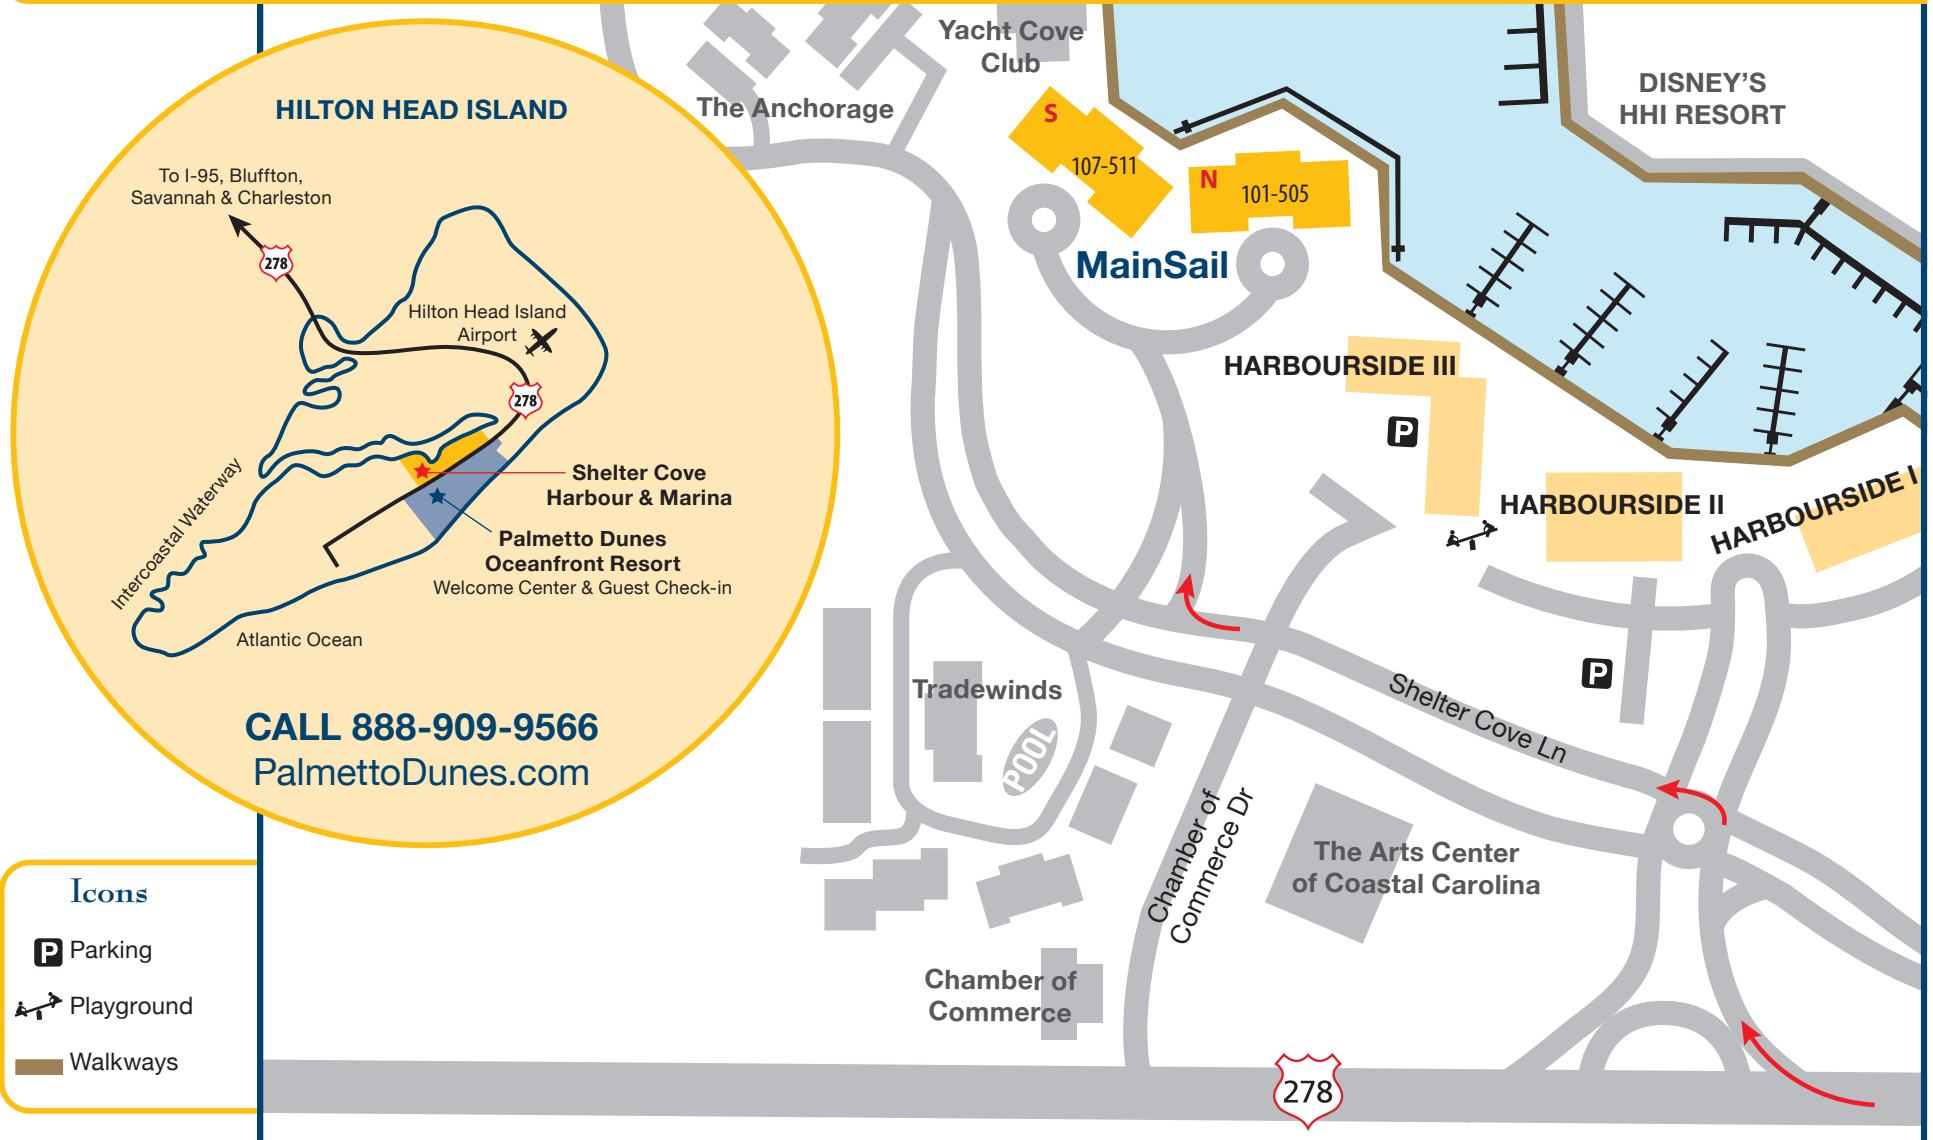 HILTON HEAD ISLAND
To I-95, Bluffton,
Savannah & Charleston
278
Hilton Head Island
Airport
278
Shelter Cove
Harbour & Marina
Palmetto Dunes
Oceanfront Resort
Welcome Center & Guest Check-in
Intercoastal Waterway
Atlantic Ocean
CALL 888-909-9566
PalmettoDunes.com
Icons
P Parking
Playground
Walkways
Yacht Cove
Club
The Anchorage
S
107-511
N
101-505
MainSail
DISNEY'S
HHI RESORT
HARBOURSIDE III
P
HARBOURSIDE II
HARBOURSIDE I
P
Tradewinds
POOL
Shelter Cove Ln
Chamber of
Commerce Dr
The Arts Center
of Coastal Carolina
Chamber of
Commerce
278